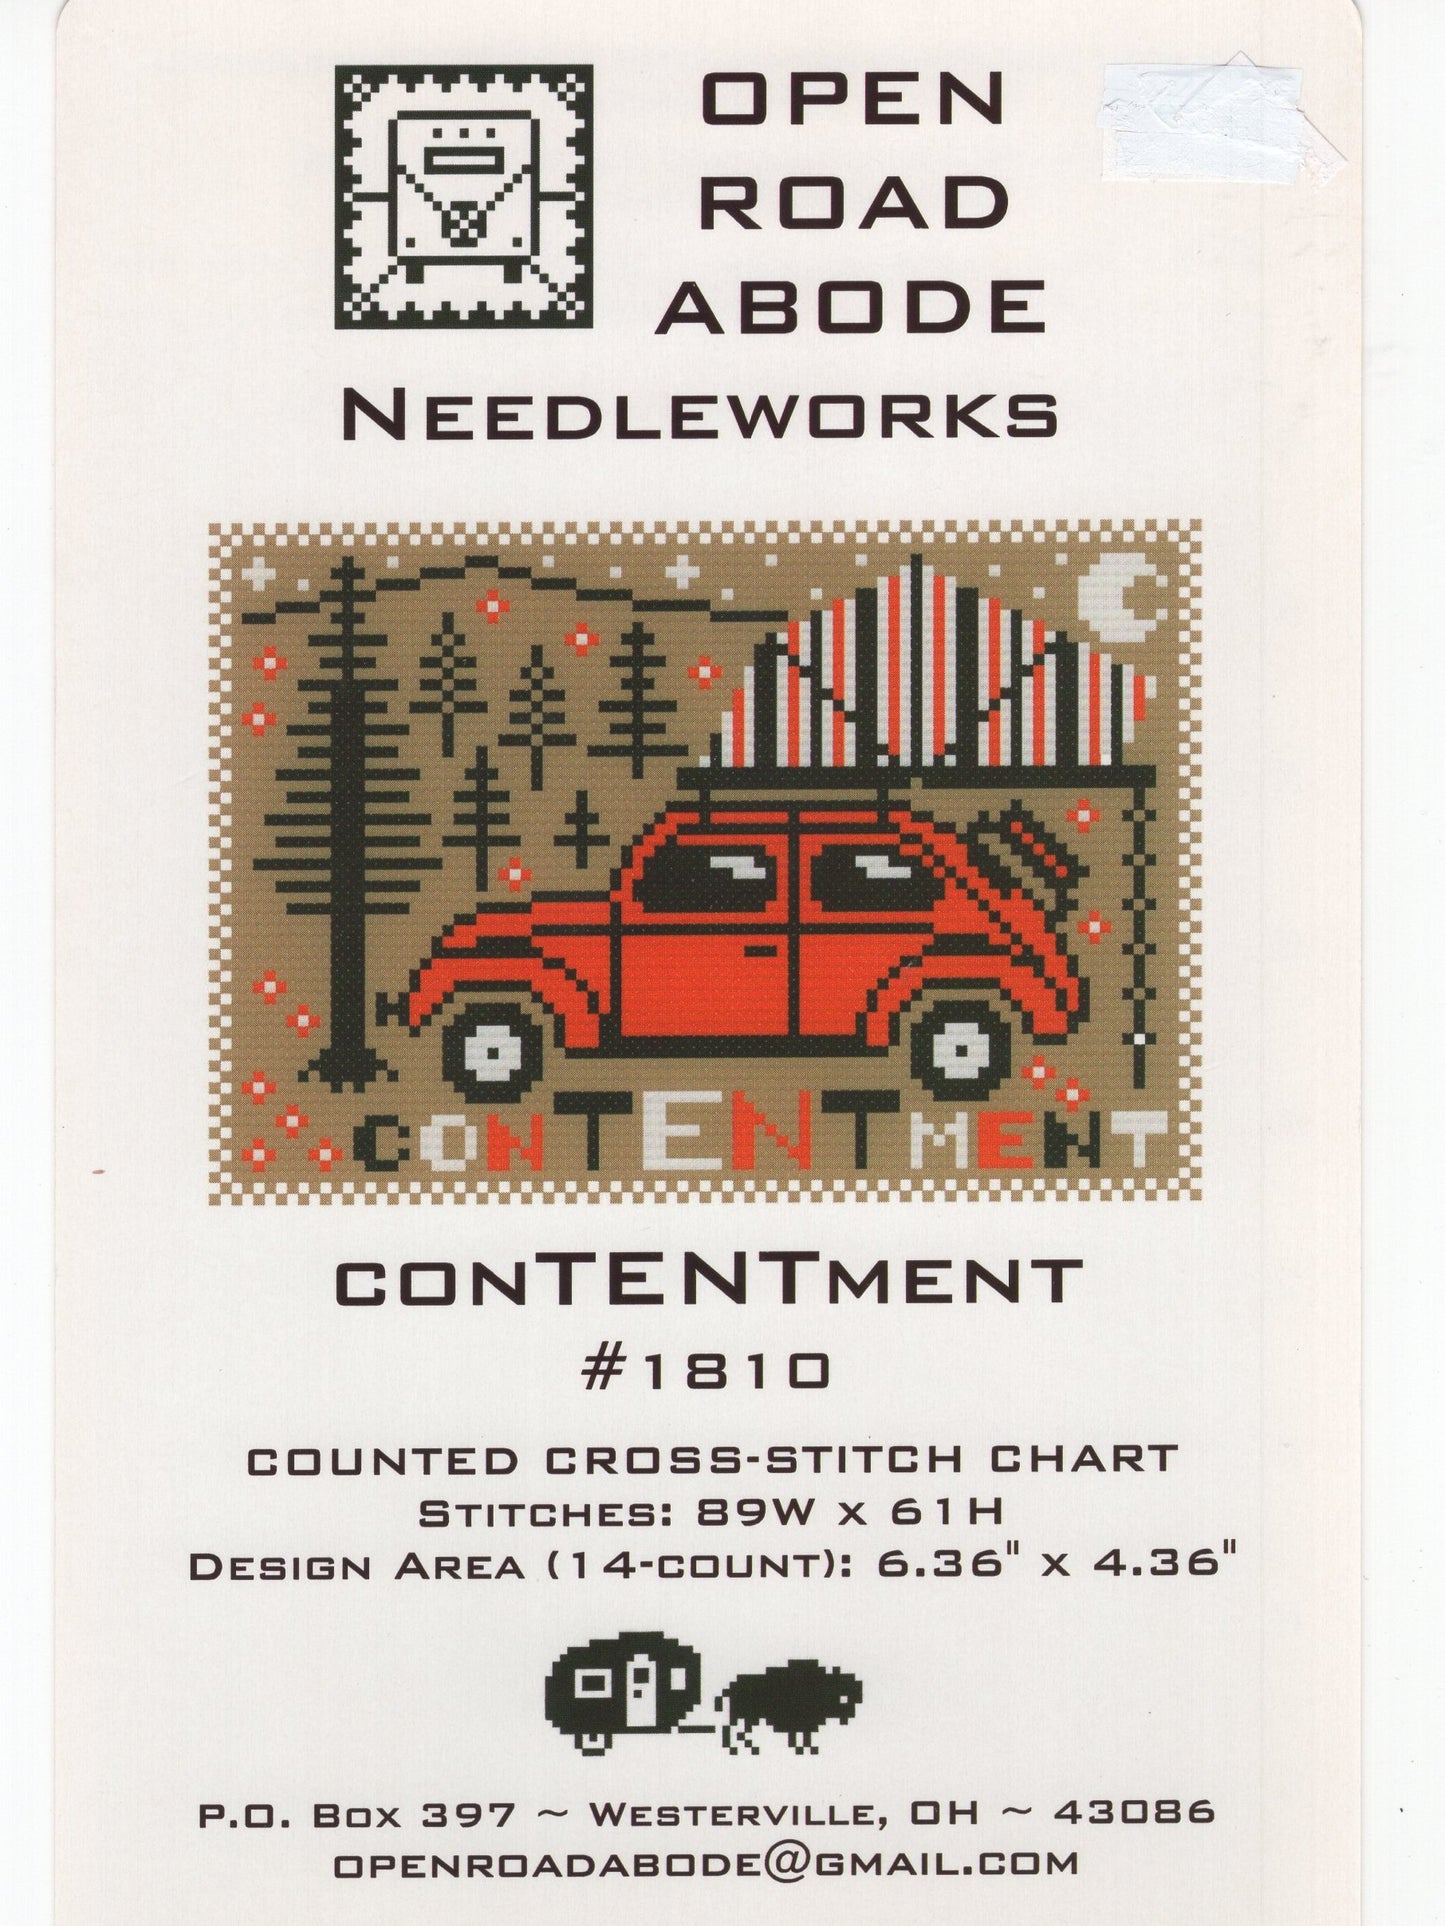 OPEN
ROAD
ABODE
NEEDLEWORKS
CONTENTMENT
CONTENTMENT
#1810
COUNTED CROSS-STITCH CHART
STITCHES: 89W X 61H
DESIGN AREA (14-COUNT): 6.36" X 4.36"
P.O. BOX 397 ~ WESTERVILLE, OH ~ 43086
OPENROADABODE@GMAIL.COM